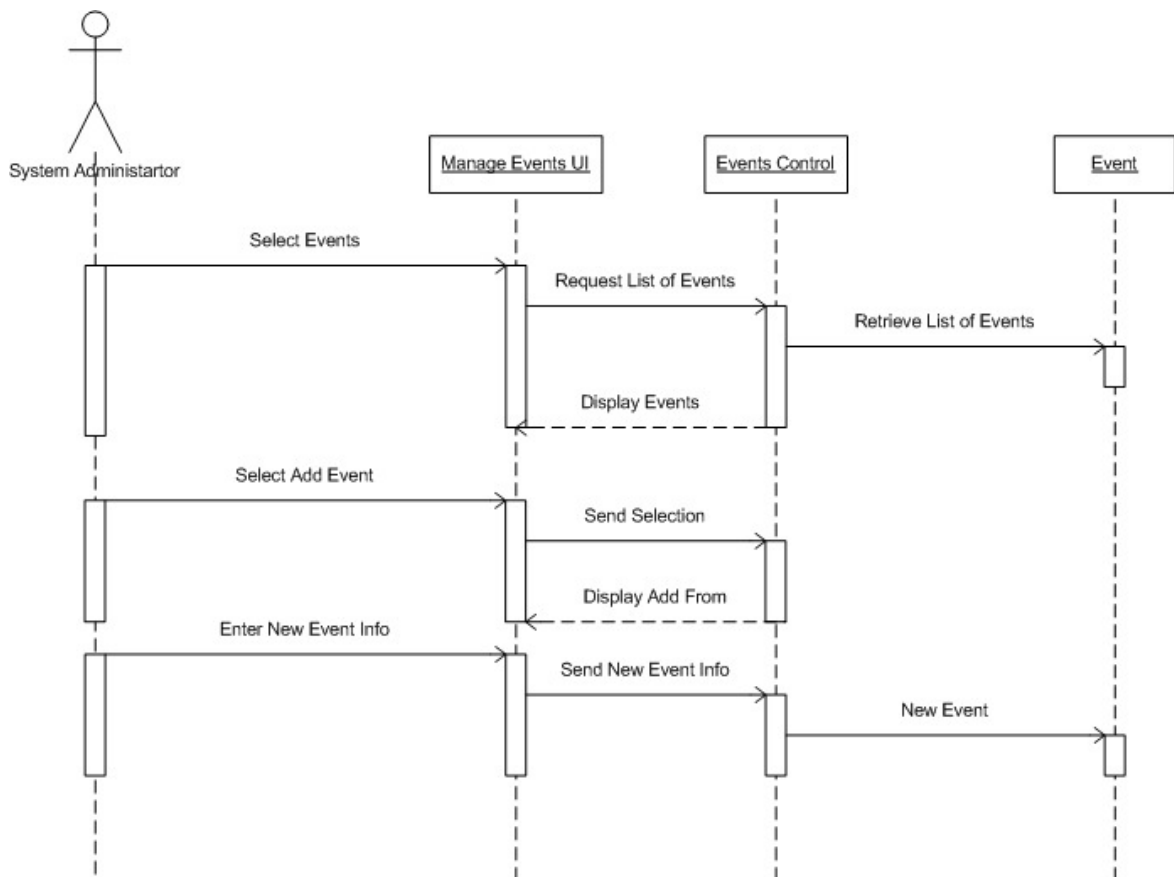 System Administartor
Manage Events UI
Events Control
Event
Select Events
Request List of Events
Retrieve List of Events
Display Events
Select Add Event
Send Selection
Display Add From
Enter New Event Info
Send New Event Info
New Event